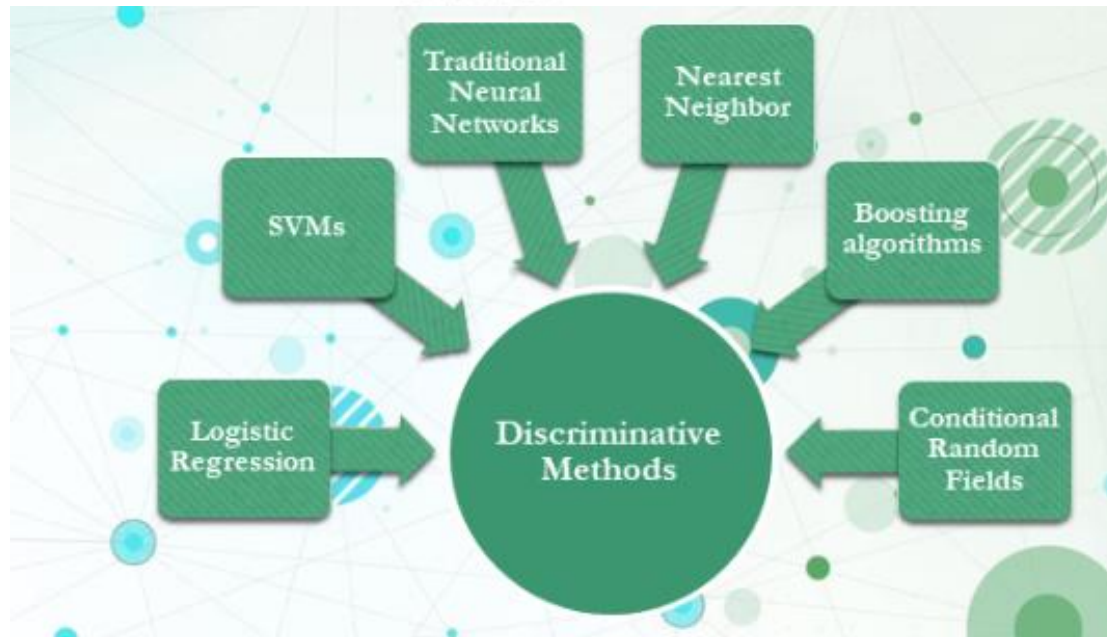 Traditional
Neural
Networks
Nearest
Neighbor
SVMs
Boosting
algorithms
Logistic
Regression
Discriminative
Methods
Conditional
Random
Fields